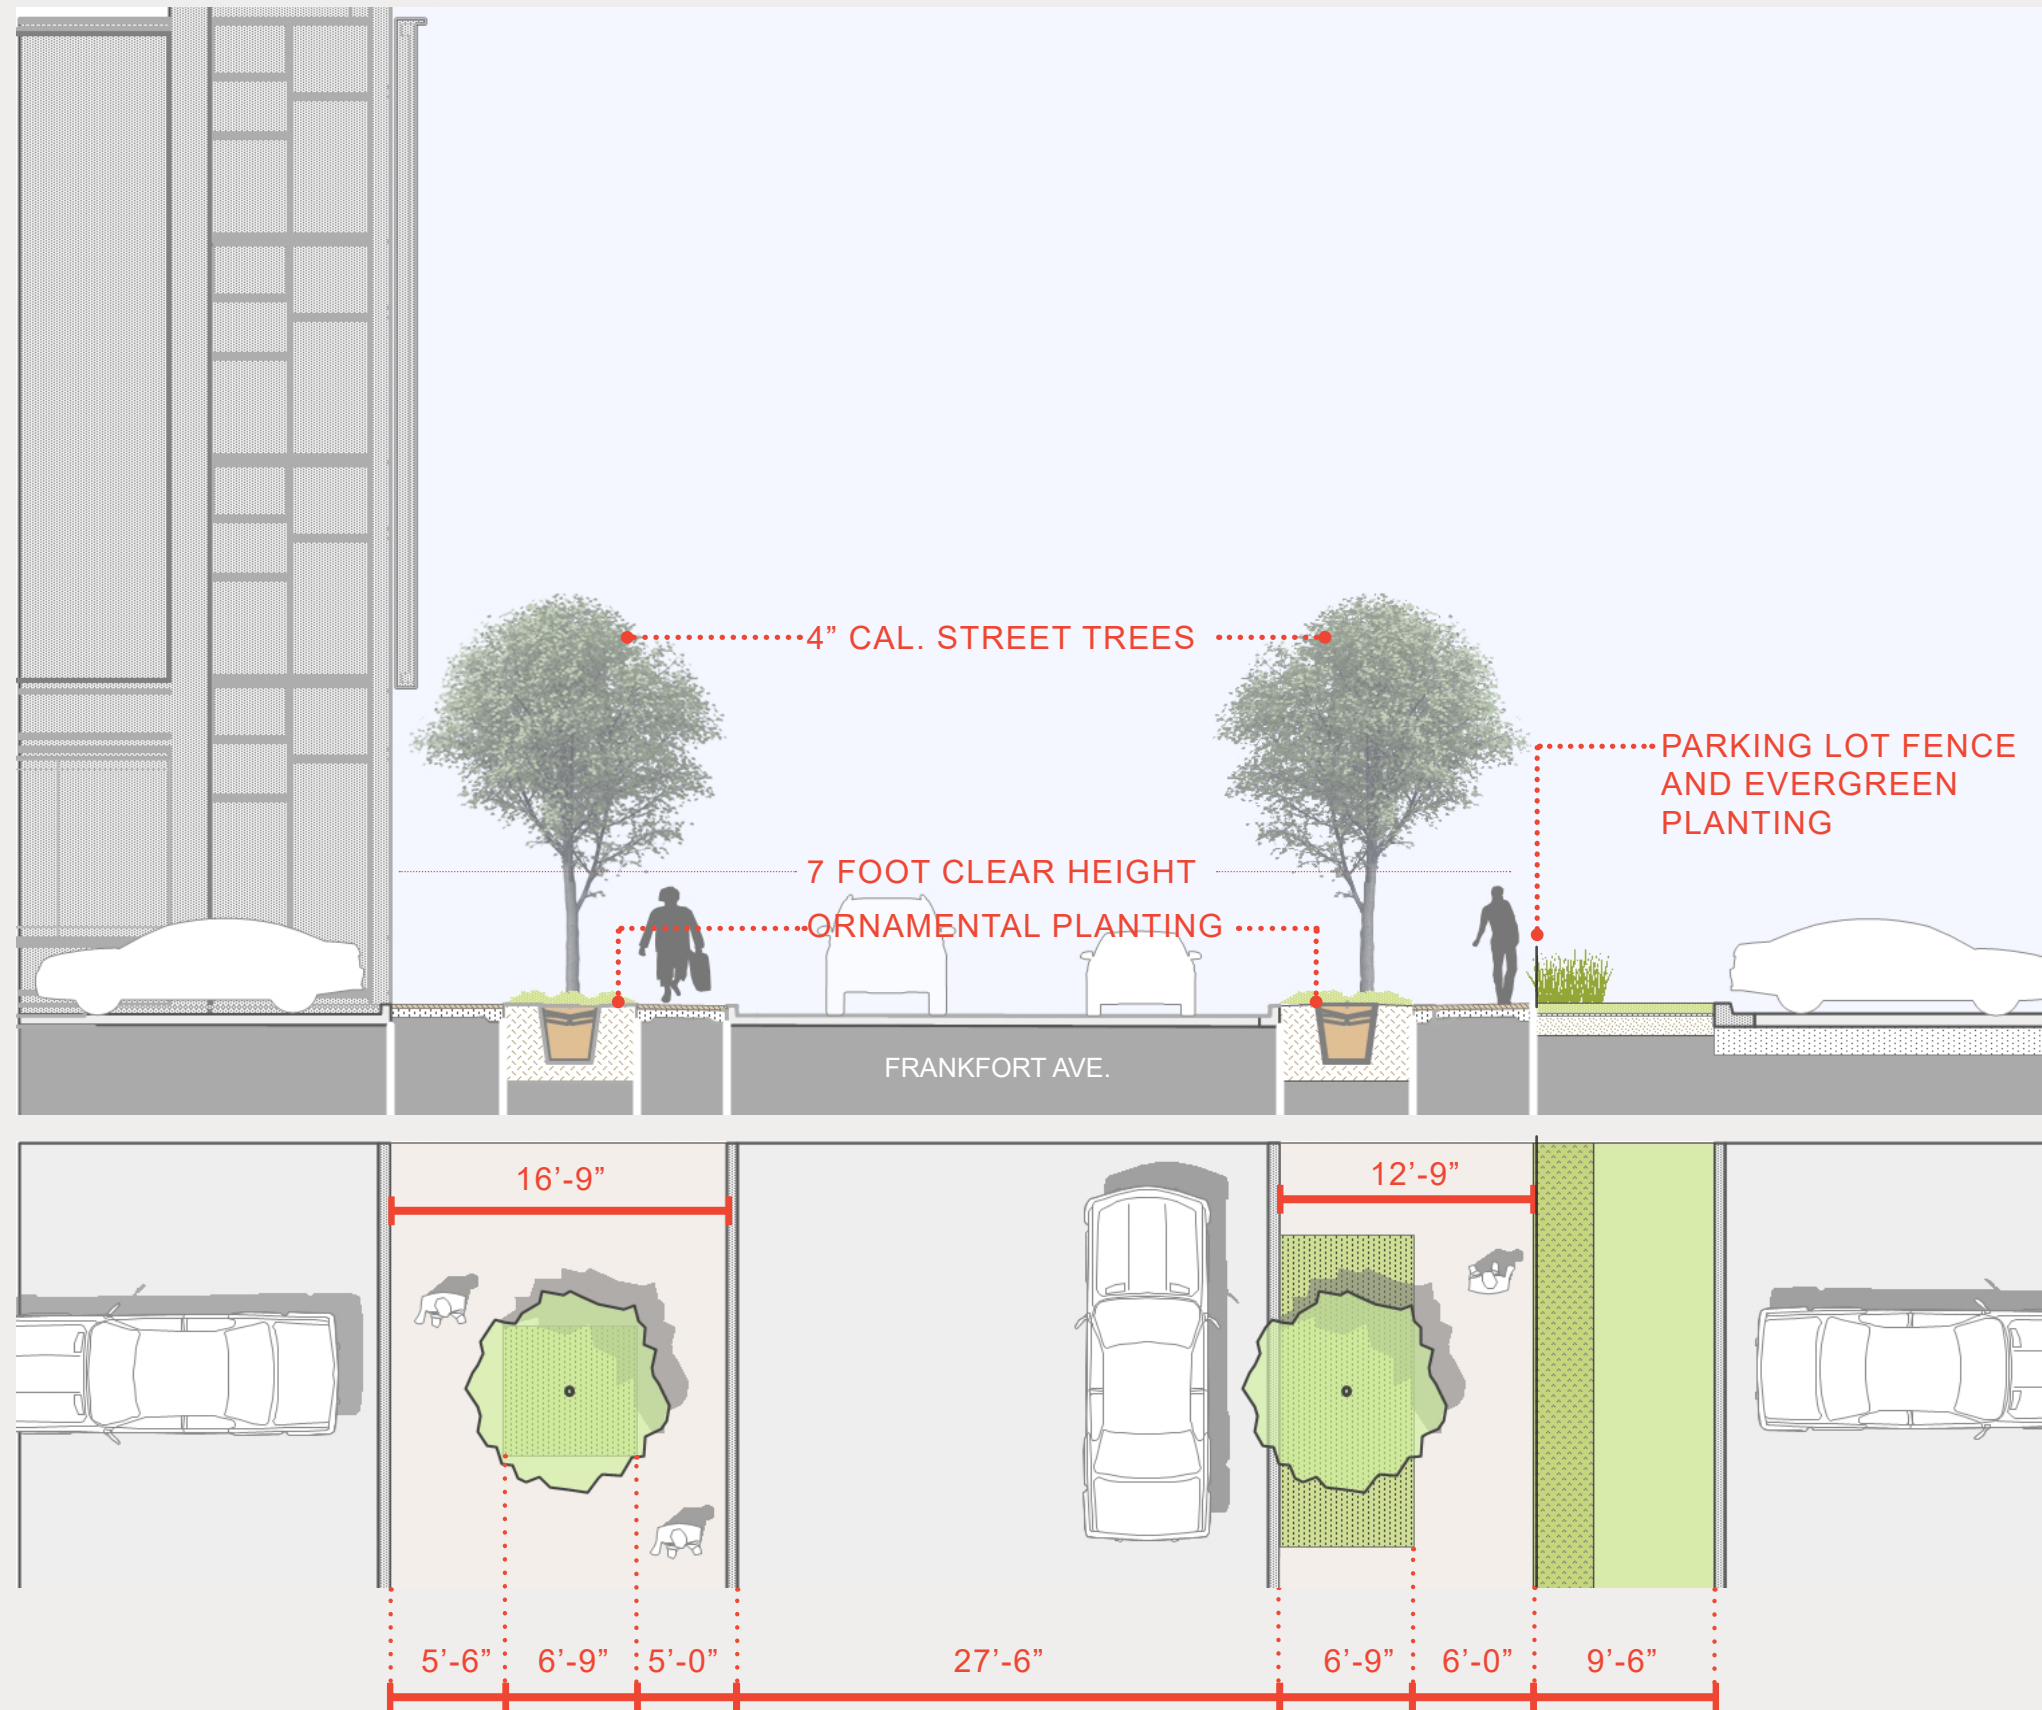 4” CAL. STREET TREES
PARKING LOT FENCE
AND EVERGREEN
PLANTING
7 FOOT CLEAR HEIGHT
ORNAMENTAL PLANTING
FRANKFORT AVE.
16’-9”
12’-9”
5’-6”
6’-9”
5’-0”
27’-6”
6’-9”
6’-0”
9’-6”